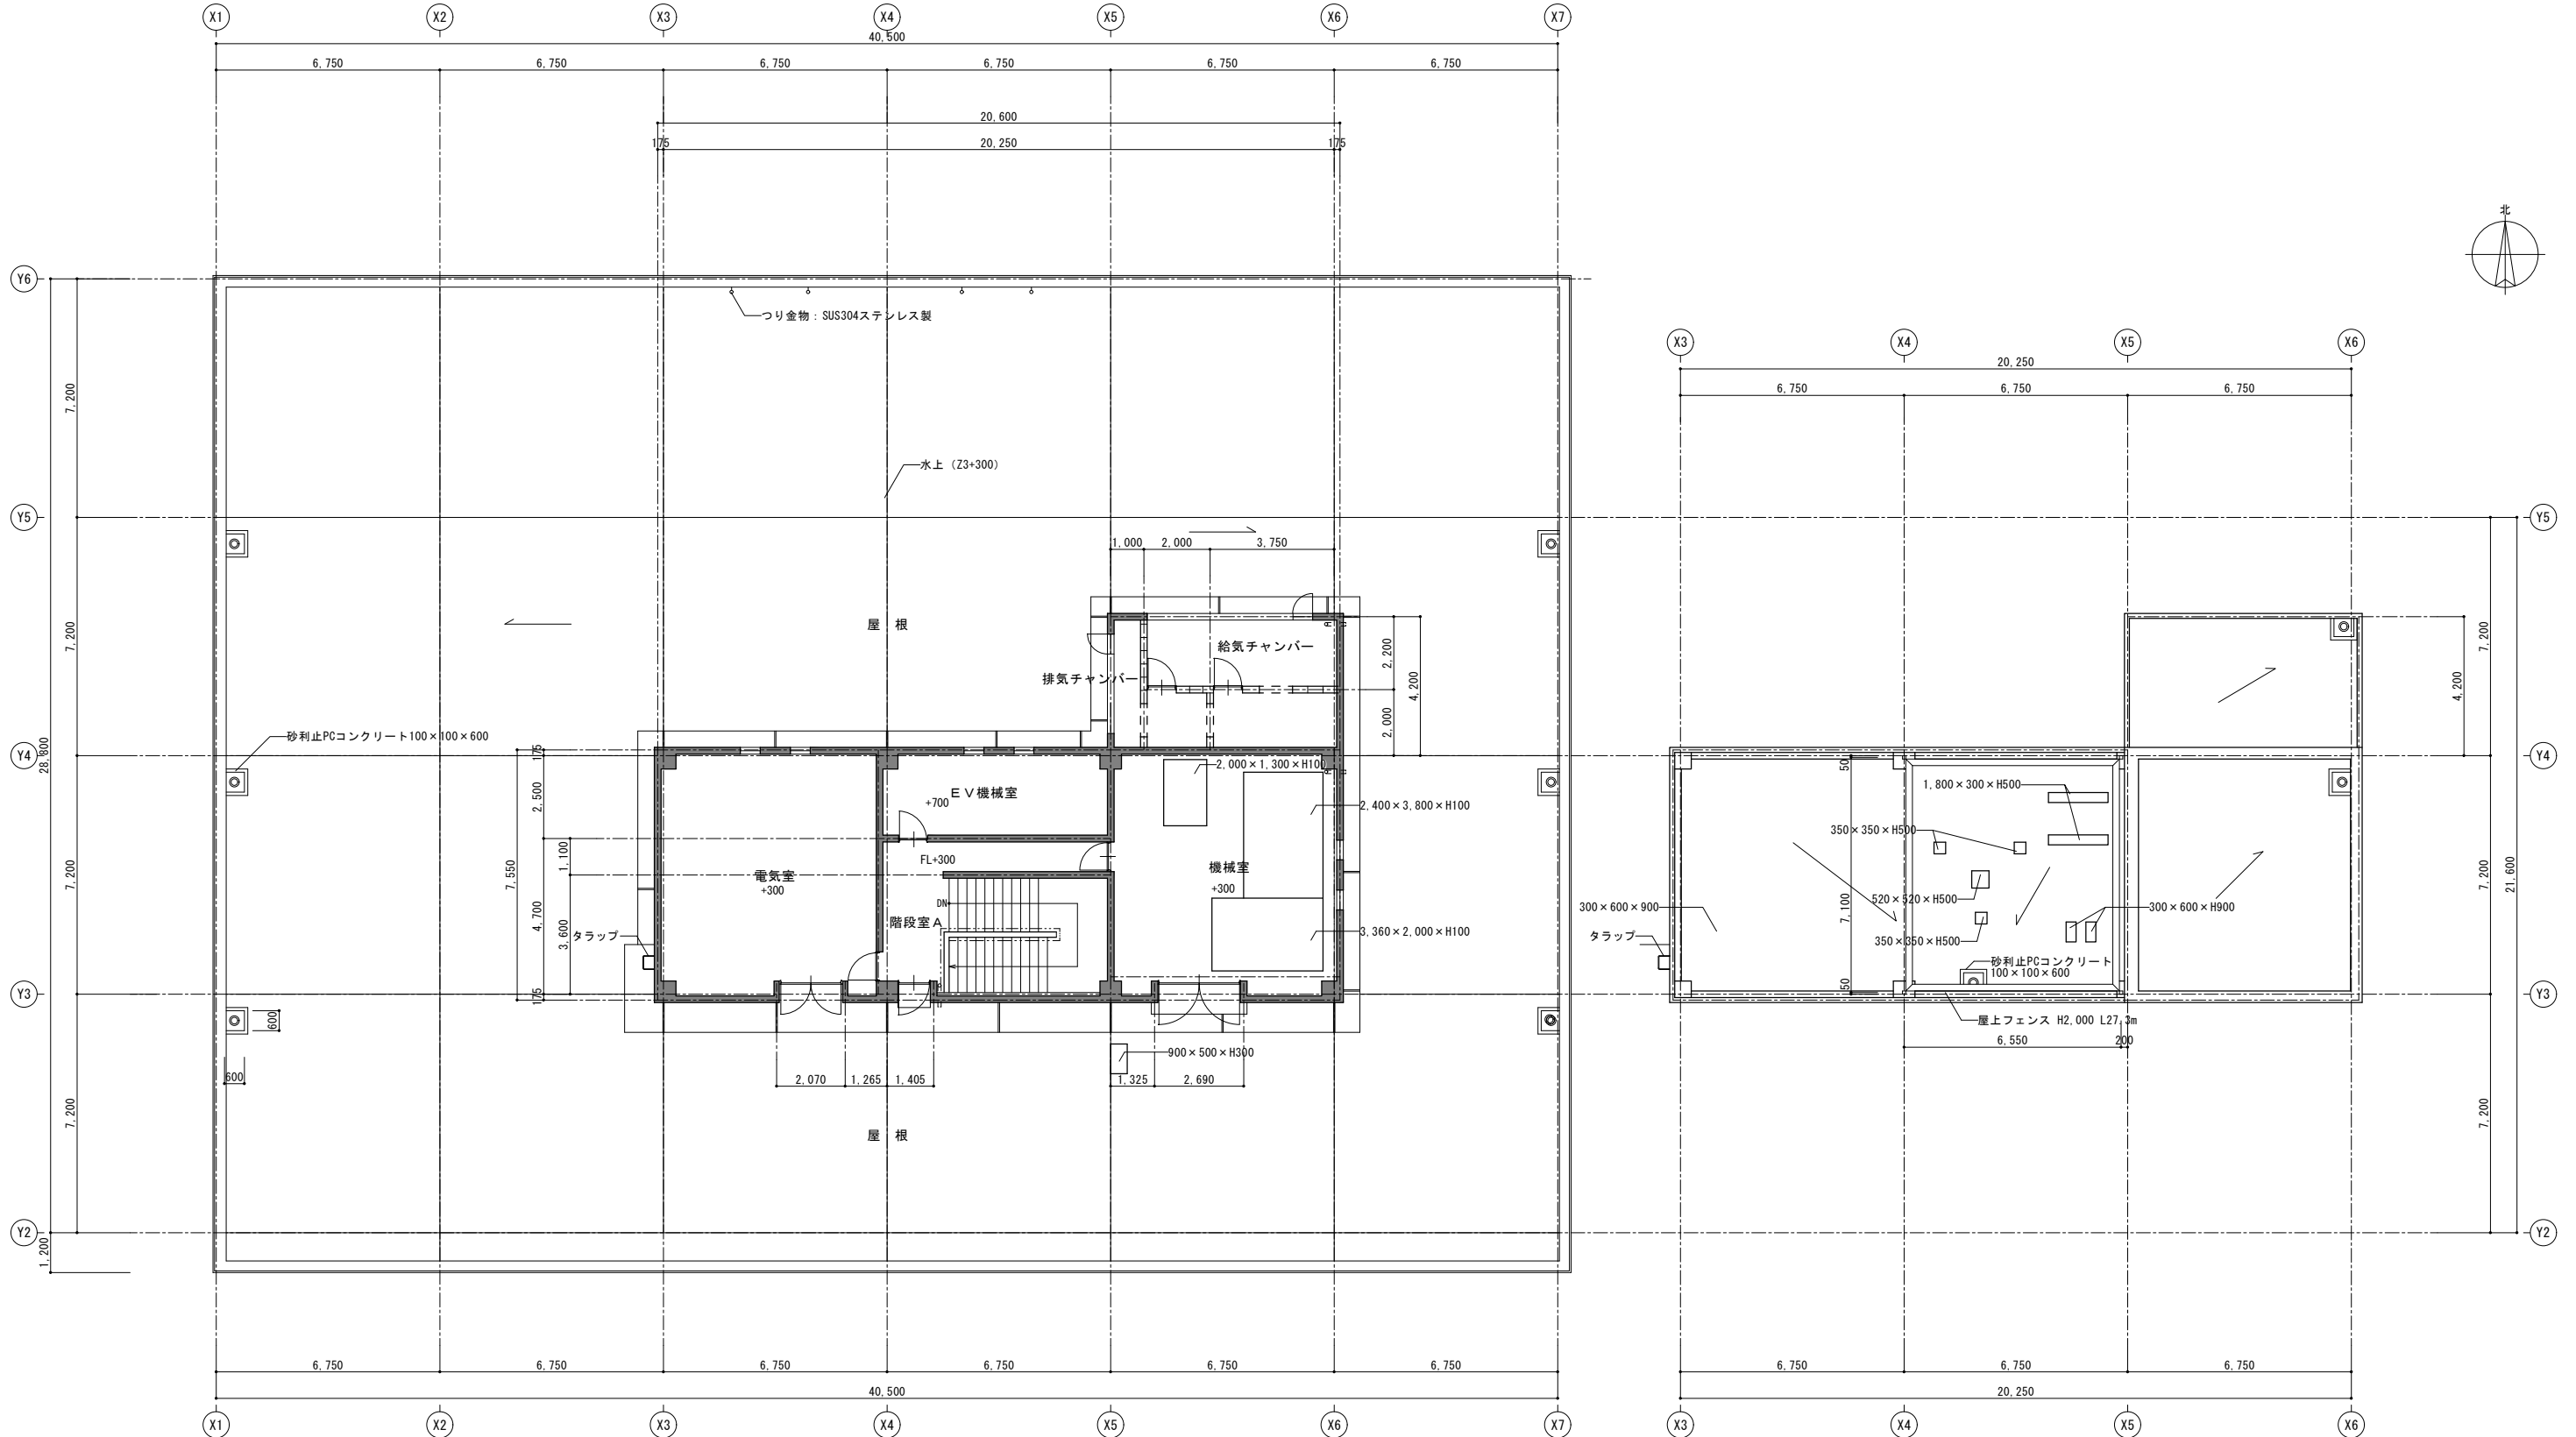 X1 X2 X3 X4 X5 X6 X7
40,500
6,750 6,750 6,750 6,750 6,750 6,750
20,600
175 20,250 175
北
Y6
つり金物：SUS304ステンレス製
7,200
X3 X4 X5 X6
20,250
6,750 6,750 6,750
水上（Z3+300）
Y5 Y5
1,000 2,000 3,750
屋 根
給気チャンバー
排気チャンバー
7,200
2,200
4,200
2,000
7,200
4,200
砂利止PCコンクリート100×100×600
28,800
Y4 Y4
175
2,000×1,300×H100
50
EV機械室
+700
2,400×3,800×H100
1,800×300×H500
2,500
350×350×H500
1,100
FL+300
7,550
7,200
電気室
+300
機械室
+300
520×520×H500
7,200
21,600
DN
階段室A
4,700
3,600
300×600×900
7,100
300×600×H900
タラップ
3,360×2,000×H100
タラップ
350×350×H500
砂利止PCコンクリート
100×100×600
Y3 Y3
175
50
600
屋上フェンス H2,000 L27.3m
6,550 200
900×500×H300
600
2,070 1,265 1,405 1,325 2,690
7,200
7,200
屋 根
Y2 Y2
1,200
6,750 6,750 6,750 6,750 6,750 6,750
6,750 6,750 6,750
40,500
20,250
X1 X2 X3 X4 X5 X6 X7
X3 X4 X5 X6